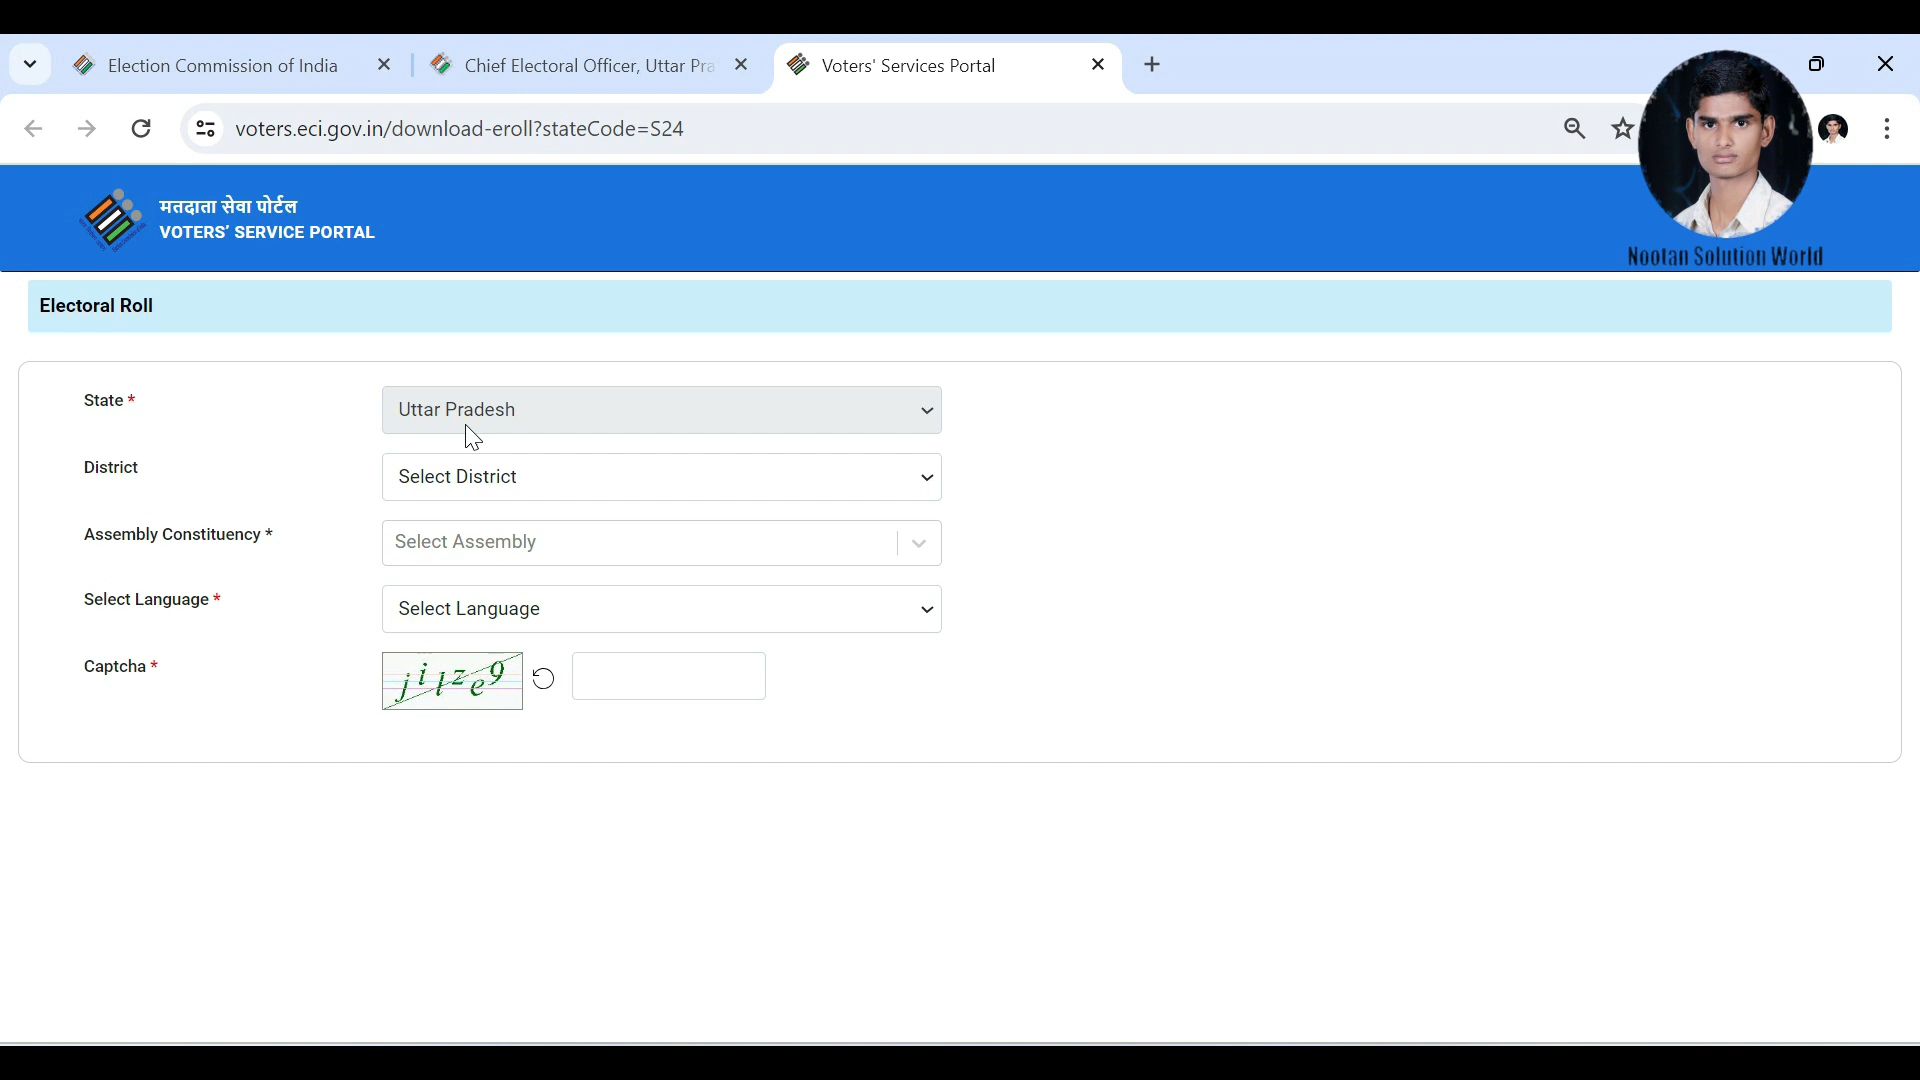 Election Commission of India
Chief Electoral Officer, Uttar Pra
Voters' Services Portal
voters.eci.gov.in/download-eroll?stateCode=S24
मतदाता सेवा पोर्टल
VOTERS' SERVICE PORTAL
Nootan Solution World
Electoral Roll
State *
Uttar Pradesh
District
Select District
Assembly Constituency *
Select Assembly
Select Language *
Select Language
Captcha *